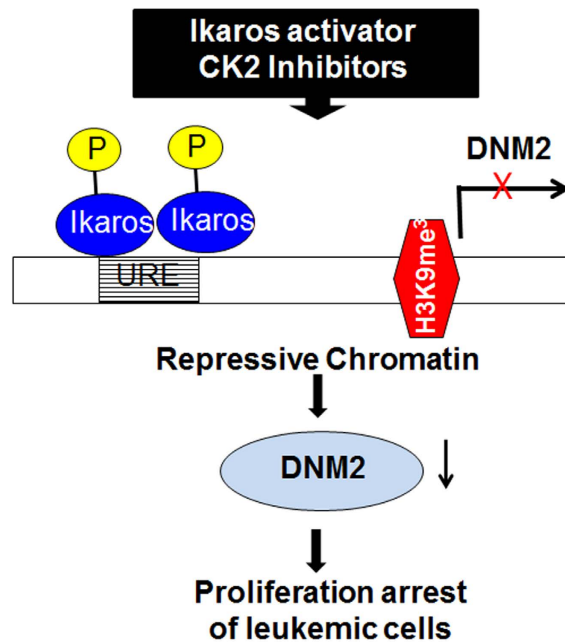 Ikaros activator
CK2 Inhibitors
P
P
DNM2
X
Ikaros
Ikaros
URE
H3K9me³
Repressive Chromatin
DNM2
Proliferation arrest
of leukemic cells